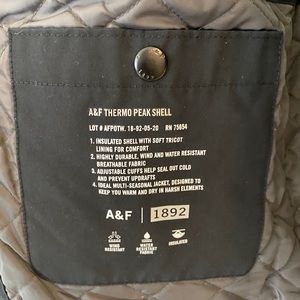 A&F THERMO PEAK SHELL
LOT # AFPOTW. 18-92-05-20 RN 75654
1. INSULATED SHELL WITH SOFT TRICOT
LINING FOR COMFORT
2. HIGHLY DURABLE, WIND AND WATER RESISTANT
BREATHABLE FABRIC
3. ADJUSTABLE CUFFS HELP SEAL OUT COLD
AND PREVENT UPDRAFTS
4. IDEAL MULTI-SEASONAL JACKET, DESIGNED TO
KEEP YOU WARM AND DRY IN HARSH ELEMENTS
A&F 1892
WIND
RESISTANT
WATER
RESISTANT
FABRIC
INSULATED